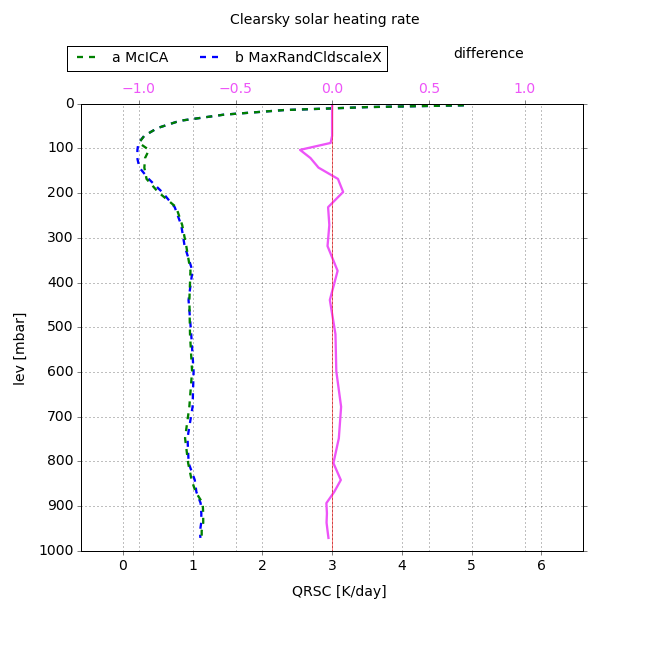 Clearsky solar heating rate
a McICA b MaxRandCldscaleX difference
−1.0 −0.5 0.0 0.5 1.0
0
100
200
300
400
500
600
700
800
900
1000
lev [mbar]
0 1 2 3 4 5 6
QRSC [K/day]